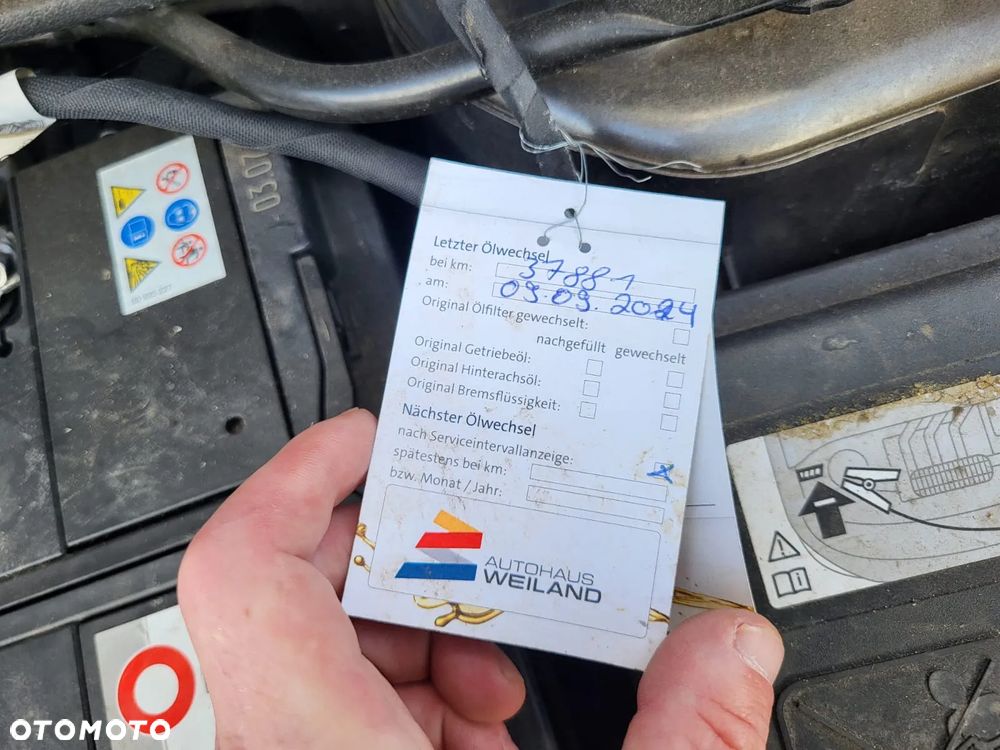 03 07
Letzter Ölwechsel
bei km: 37881
am: 09.09.2024
Original Ölfilter gewechselt:
nachgefüllt gewechselt
Original Getriebeöl:
Original Hinterachsöl:
Original Bremsflüssigkeit:
Nächster Ölwechsel
nach Serviceintervallanzeige:
spätestens bei km:
bzw. Monat / Jahr:
AUTOHAUS
WEILAND
OTOMOTO